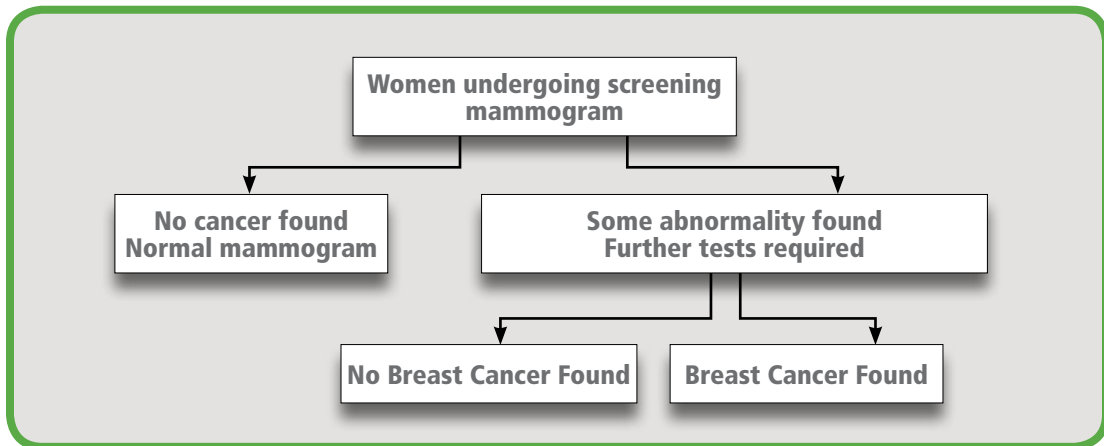 Women undergoing screening
mammogram
No cancer found
Normal mammogram
Some abnormality found
Further tests required
No Breast Cancer Found
Breast Cancer Found